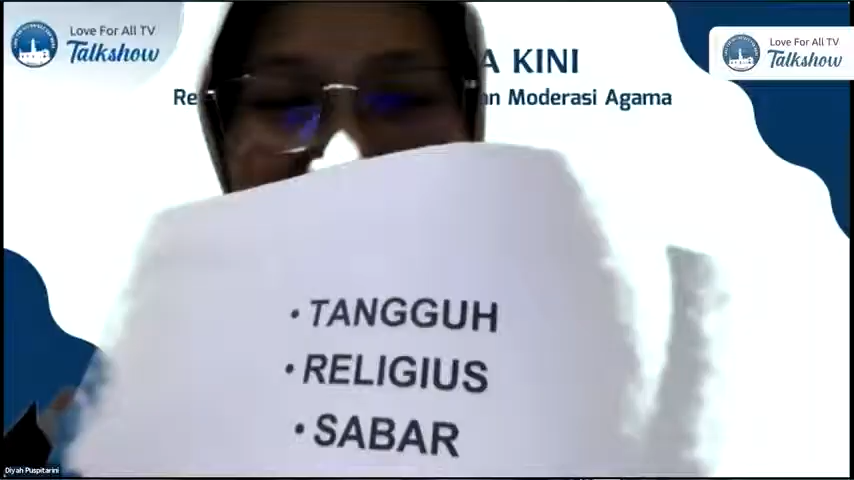 Love For All TV
Talkshow
Love For All TV
Talkshow
A KINI
an Moderasi Agama
• TANGGUH
• RELIGIUS
• SABAR
Diyah Puspitarini